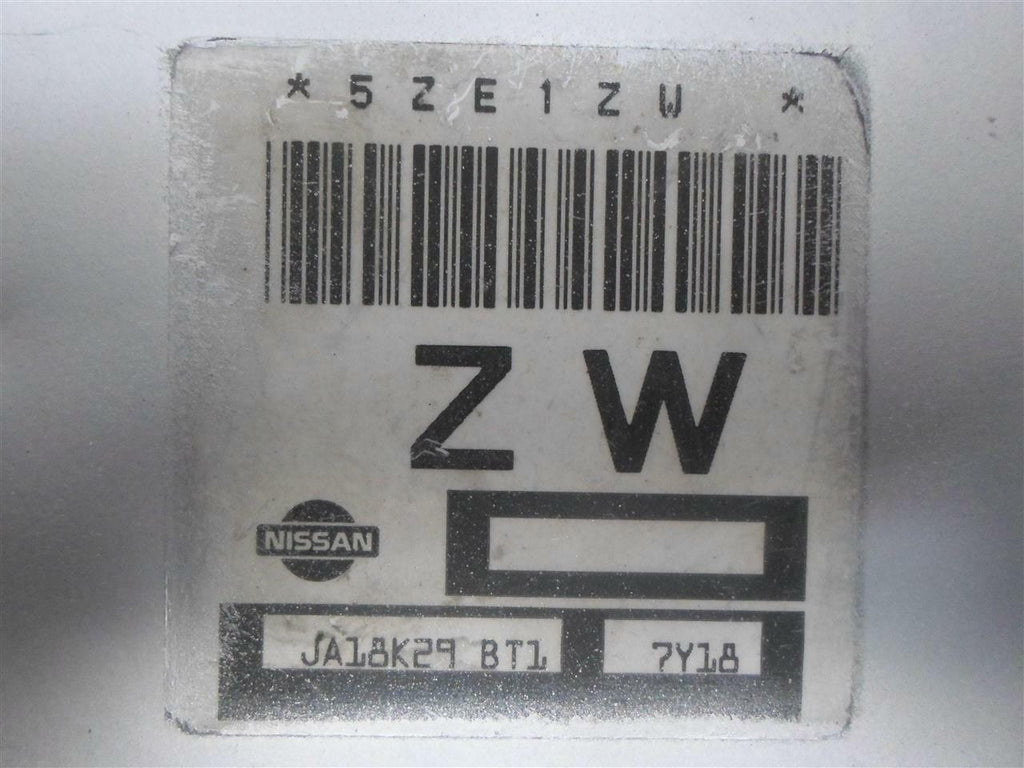 *5ZE1ZW *
ZW
NISSAN
JA18K29 BT1 7Y18